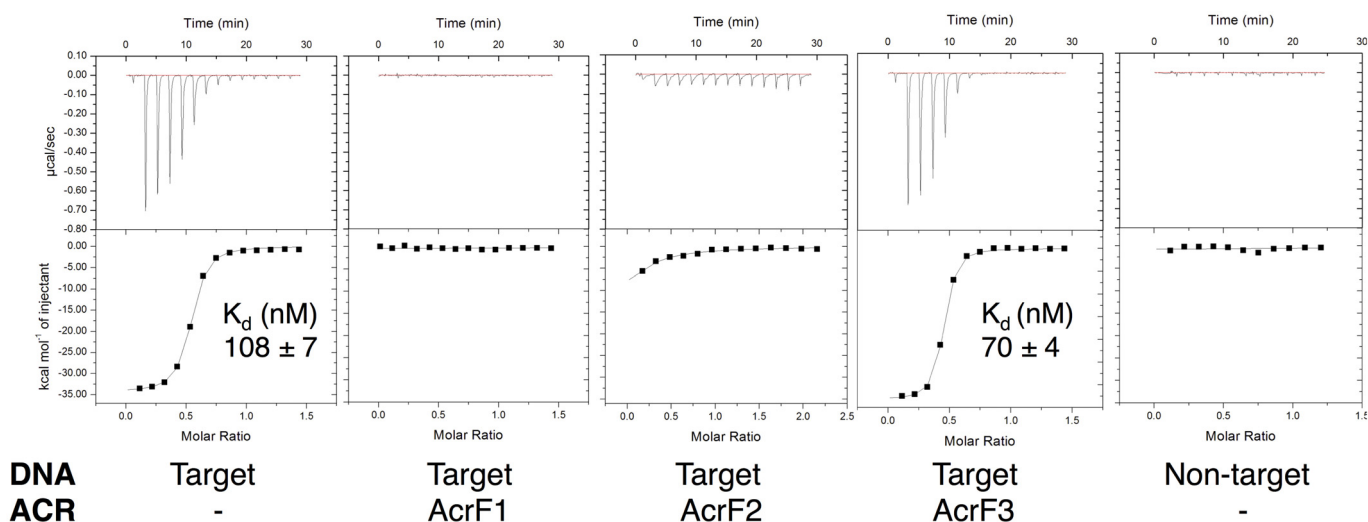 Time (min) Time (min) Time (min) Time (min) Time (min)
0 10 20 30 0 10 20 30 0 10 20 30 0 10 20 30 0 10 20 30
0.10
0.00
-0.10
-0.20
-0.30
-0.40
-0.50
-0.60
-0.70
-0.80
µcal/sec
0.00
-5.00
-10.00
-15.00
-20.00
-25.00
-30.00
-35.00
kcal mol⁻¹ of injectant
Kd (nM)
108 ± 7
Kd (nM)
70 ± 4
0.0 0.5 1.0 1.5 0.0 0.5 1.0 1.5 0.0 0.5 1.0 1.5 2.0 2.5 0.0 0.5 1.0 1.5 0.0 0.5 1.0 1.5
Molar Ratio Molar Ratio Molar Ratio Molar Ratio Molar Ratio
DNA Target Target Target Target Non-target
ACR - AcrF1 AcrF2 AcrF3 -